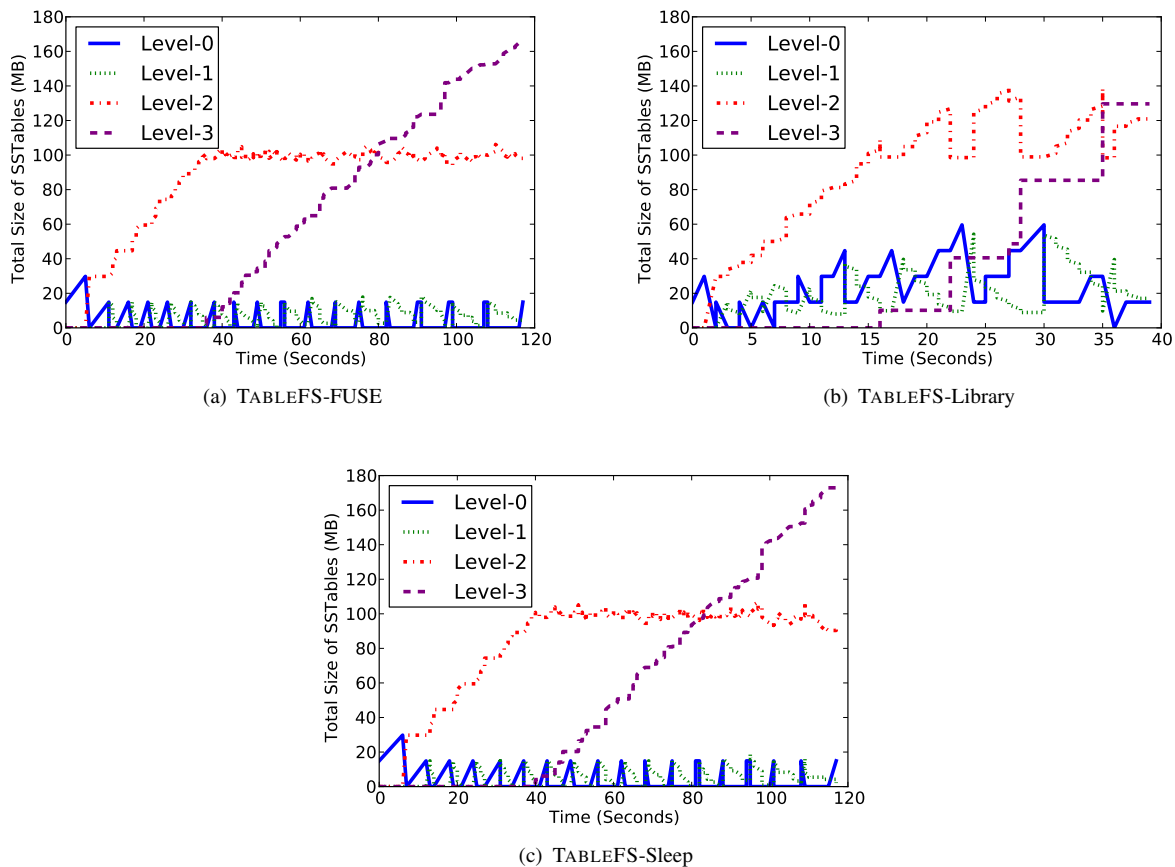 180
160
140
120
100
80
60
40
20
0
Total Size of SSTables (MB)
Level-0
Level-1
Level-2
Level-3
0 20 40 60 80 100 120
Time (Seconds)
(a) TABLEFS-FUSE
180
160
140
120
100
80
60
40
20
0
Total Size of SSTables (MB)
Level-0
Level-1
Level-2
Level-3
0 5 10 15 20 25 30 35 40
Time (Seconds)
(b) TABLEFS-Library
180
160
140
120
100
80
60
40
20
0
Total Size of SSTables (MB)
Level-0
Level-1
Level-2
Level-3
0 20 40 60 80 100 120
Time (Seconds)
(c) TABLEFS-Sleep